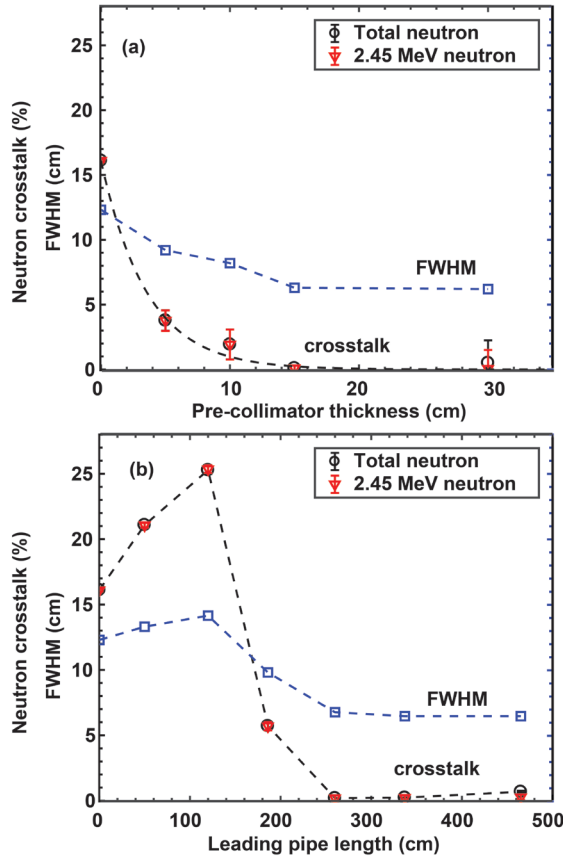 (a)
Total neutron
2.45 MeV neutron
Neutron crosstalk (%)
FWHM (cm)
25
20
15
10
5
0
FWHM
crosstalk
0 10 20 30
Pre-collimator thickness (cm)
(b)
Total neutron
2.45 MeV neutron
Neutron crosstalk (%)
FWHM (cm)
25
20
15
10
5
0
FWHM
crosstalk
0 100 200 300 400 500
Leading pipe length (cm)